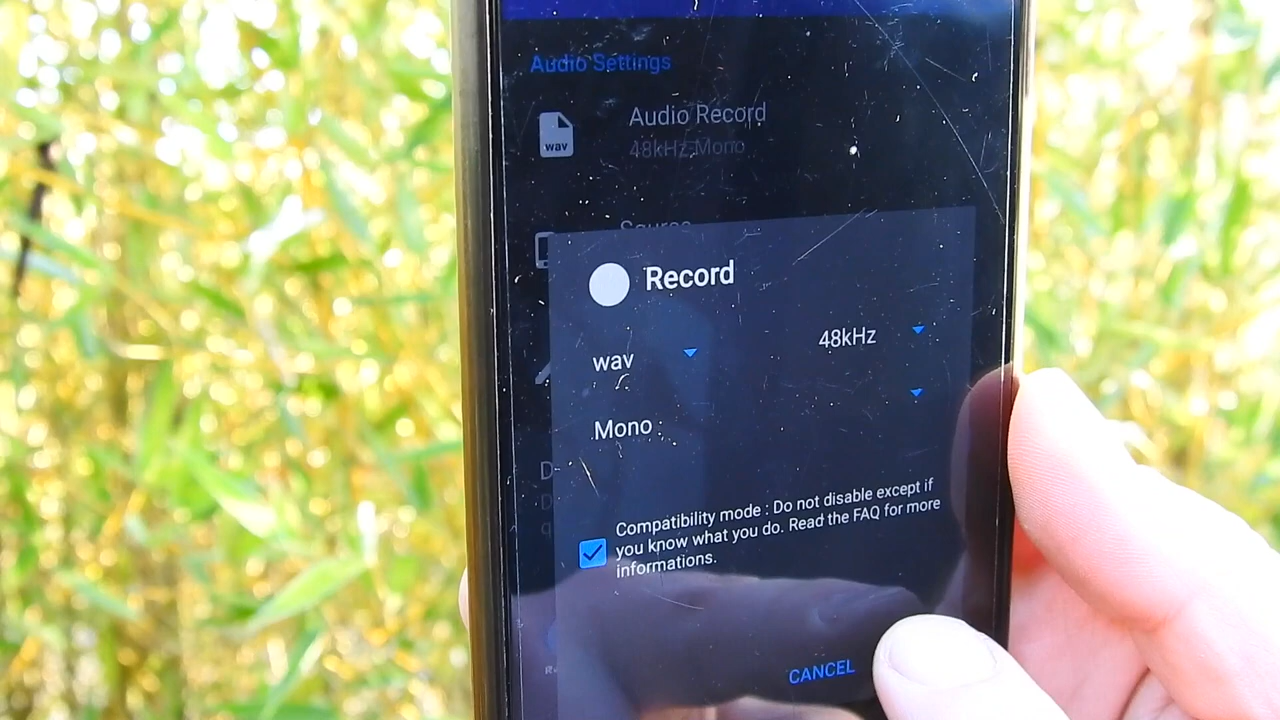 Audio Settings
Audio Record
wav
48kHz Mono
Source
Record
wav
48kHz
Mono
Compatibility mode : Do not disable except if
you know what you do. Read the FAQ for more
informations.
CANCEL